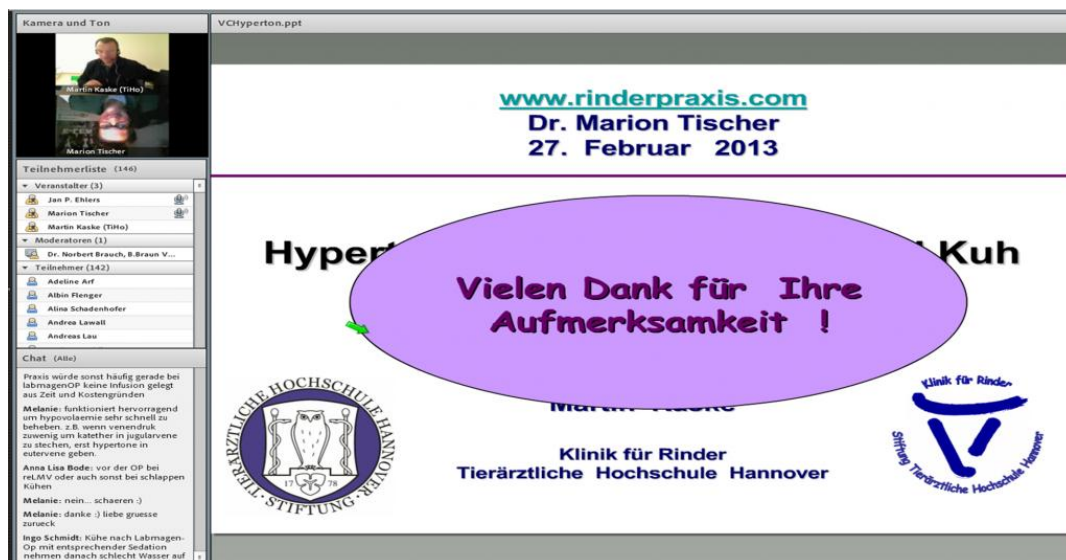 Kamera und Ton
Martin Kaske (TiHo)
Marion Tischer
Teilnehmerliste (146)
Veranstalter (3)
Jan P. Ehlers
Marion Tischer
Martin Kaske (TiHo)
Moderatoren (1)
Dr. Norbert Brauch, B.Braun V...
Teilnehmer (142)
Adeline Arf
Albin Flenger
Alina Schadenhofer
Andrea Lawall
Andreas Lau
Chat (Alle)
Praxis würde sonst häufig gerade bei
labmagenOP keine Infusion gelegt
aus Zeit und Kostengründen
Melanie: funktioniert hervorragend
um hypovolaemie sehr schnell zu
beheben. z.B. wenn venendruk
zuwenig um katether in jugularvene
zu stechen, erst hypertone in
eutervene geben.
Anna Lisa Bode: vor der OP bei
reLMV oder auch sonst bei schlappen
Kühen
Melanie: nein... schaeren :)
Melanie: danke :) liebe gruesse
zurueck
Ingo Schmidt: Kühe nach Labmagen-
Op mit entsprechender Sedation
nehmen danach schlecht Wasser auf
VCHyperton.ppt
www.rinderpraxis.com
Dr. Marion Tischer
27. Februar 2013
Kuh
Vielen Dank für Ihre
Aufmerksamkeit !
Klinik für Rinder
Tierärztliche Hochschule Hannover
TIERÄRZTLICHE HOCHSCHULE HANNOVER
17 78
STIFTUNG
Klinik für Rinder
Stiftung Tierärztliche Hochschule Hannover